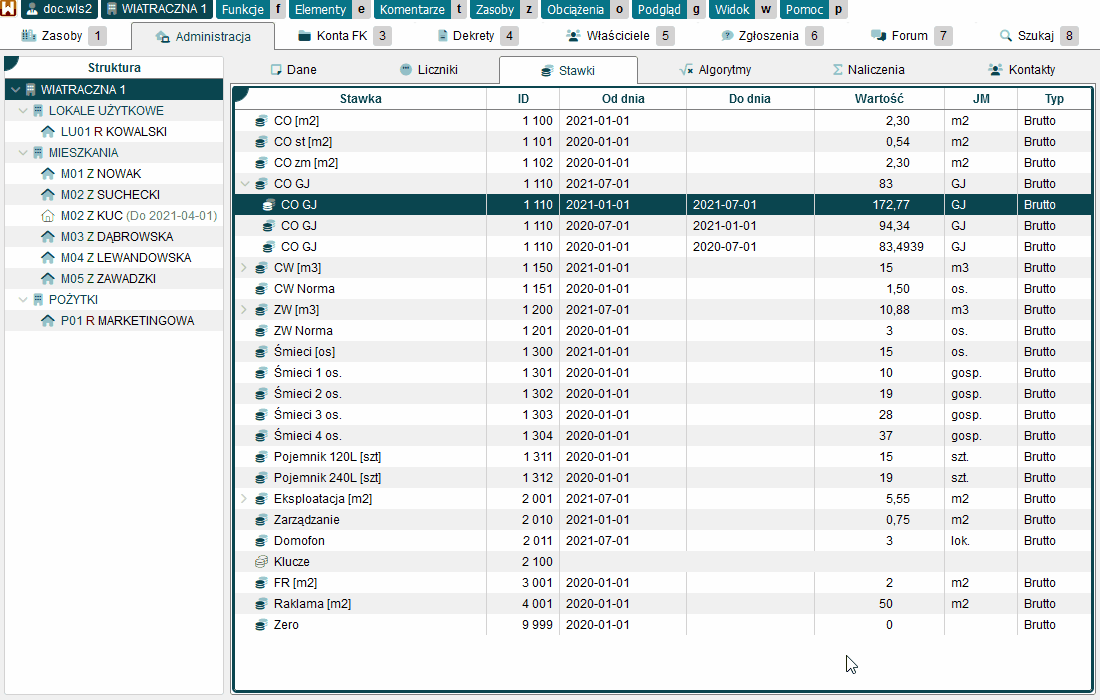 doc.wls2 WIATRACZNA 1 Funkcje f Elementy e Komentarze t Zasoby z Obciążenia o Podgląd g Widok w Pomoc p
Zasoby 1 Administracja Konta FK 3 Dekrety 4 Właściciele 5 Zgłoszenia 6 Forum 7 Szukaj 8
Struktura
WIATRACZNA 1
LOKALE UŻYTKOWE
LU01 R KOWALSKI
MIESZKANIA
M01 Z NOWAK
M02 Z SUCHECKI
M02 Z KUC (Do 2021-04-01)
M03 Z DĄBROWSKA
M04 Z LEWANDOWSKA
M05 Z ZAWADZKI
POŻYTKI
P01 R MARKETINGOWA
Dane Liczniki Stawki Algorytmy Naliczenia Kontakty
Stawka ID Od dnia Do dnia Wartość JM Typ
CO [m2] 1 100 2021-01-01 2,30 m2 Brutto
CO st [m2] 1 101 2020-01-01 0,54 m2 Brutto
CO zm [m2] 1 102 2020-01-01 2,30 m2 Brutto
CO GJ 1 110 2021-07-01 83 GJ Brutto
CO GJ 1 110 2021-01-01 2021-07-01 172,77 GJ Brutto
CO GJ 1 110 2020-07-01 2021-01-01 94,34 GJ Brutto
CO GJ 1 110 2020-01-01 2020-07-01 83,4939 GJ Brutto
CW [m3] 1 150 2021-01-01 15 m3 Brutto
CW Norma 1 151 2020-01-01 1,50 os. Brutto
ZW [m3] 1 200 2021-07-01 10,88 m3 Brutto
ZW Norma 1 201 2020-01-01 3 os. Brutto
Śmieci [os] 1 300 2021-01-01 15 os. Brutto
Śmieci 1 os. 1 301 2020-01-01 10 gosp. Brutto
Śmieci 2 os. 1 302 2020-01-01 19 gosp. Brutto
Śmieci 3 os. 1 303 2020-01-01 28 gosp. Brutto
Śmieci 4 os. 1 304 2020-01-01 37 gosp. Brutto
Pojemnik 120L [szt] 1 311 2020-01-01 15 szt. Brutto
Pojemnik 240L [szt] 1 312 2020-01-01 19 szt. Brutto
Eksploatacja [m2] 2 001 2021-07-01 5,55 m2 Brutto
Zarządzanie 2 010 2021-01-01 0,75 m2 Brutto
Domofon 2 011 2021-07-01 3 lok. Brutto
Klucze 2 100
FR [m2] 3 001 2020-01-01 2 m2 Brutto
Raklama [m2] 4 001 2020-01-01 50 m2 Brutto
Zero 9 999 2020-01-01 0 Brutto